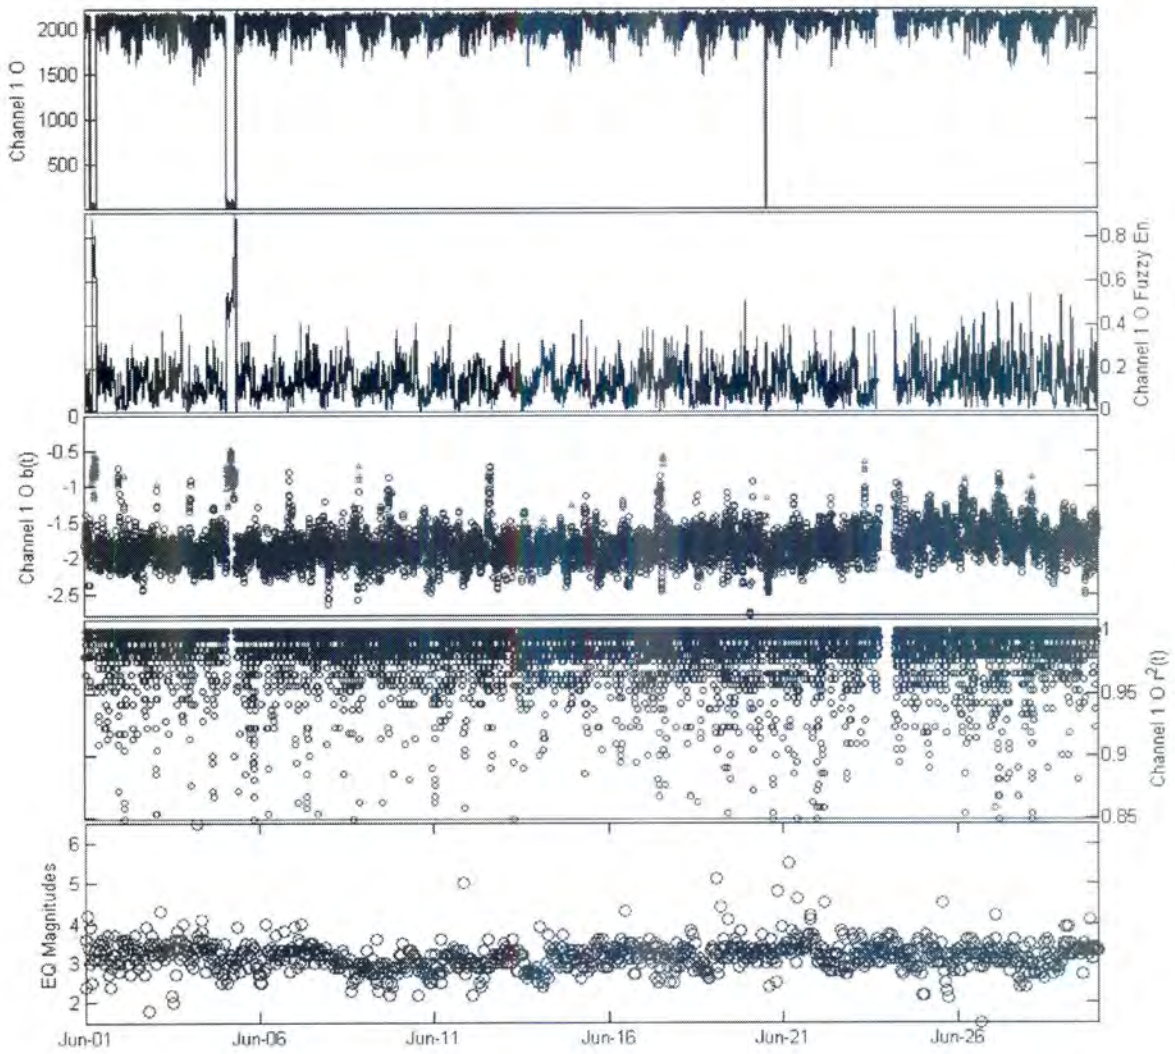 2000
1500
1000
500
Channel 1 O
0.8
0.6
0.4
0.2
0
Channel 1 O Fuzzy En.
0
-0.5
-1
-1.5
-2
-2.5
Channel 1 O b(t)
1
0.95
0.9
0.85
Channel 1 O r²(t)
6
5
4
3
2
EQ Magnitudes
Jun-01
Jun-06
Jun-11
Jun-16
Jun-21
Jun-26